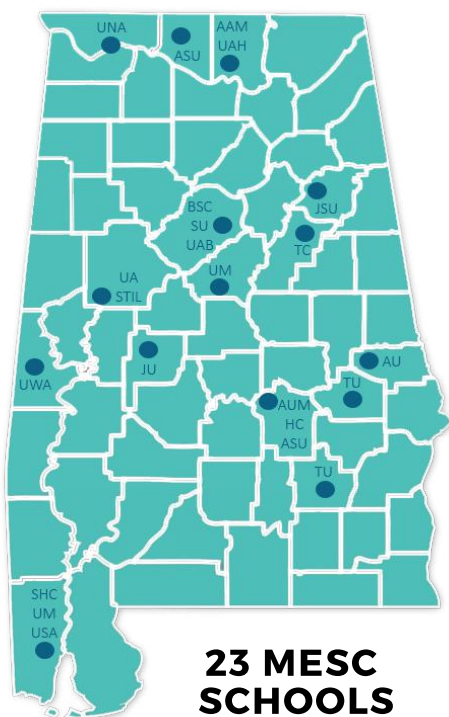 UNA
ASU
AAM
UAH
JSU
BSC
SU
UAB
TC
UM
UA
STIL
JU
UWA
AU
TU
AUM
HC
ASU
TU
SHC
UM
USA
23 MESC
SCHOOLS